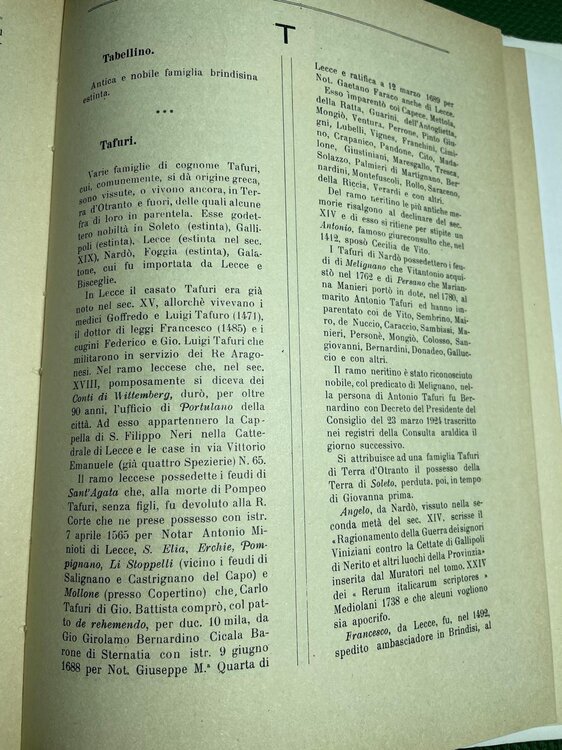 T
Tabellino.
Antica e nobile famiglia brindisina
estinta.
***
Tafuri.
Varie famiglie di cognome Tafuri,
cui, comunemente, si dà origine greca,
sono vissute, o vivono ancora, in Ter-
ra d'Otranto e fuori, delle quali alcune
fra di loro in parentela. Esse godet-
tero nobiltà in Soleto (estinta), Galli-
poli (estinta), Lecce (estinta nel sec.
XIX), Nardò, Foggia (estinta), Gala-
tone, cui fu importata da Lecce e
Bisceglie.
In Lecce il casato Tafuri era già
noto nel sec. XV, allorchè vivevano i
medici Goffredo e Luigi Tafuro (1471),
il dottor di leggi Francesco (1485) e i
cugini Federico e Gio. Luigi Tafuri che
militarono in servizio dei Re Arago-
nesi. Nel ramo leccese che, nel sec.
XVIII, pomposamente si diceva dei
Conti di Wittemberg, durò, per oltre
90 anni, l'ufficio di Portulano della
città. Ad esso appartennero la Cap-
pella di S. Filippo Neri nella Catte-
drale di Lecce e le case in via Vittorio
Emanuele (già quattro Spezierie) N. 65.
Il ramo leccese possedette i feudi di
Sant'Agata che, alla morte di Pompeo
Tafuri, senza figli, fu devoluto alla R.
Corte che ne prese possesso con istr.
7 aprile 1565 per Notar Antonio Mi-
nioti di Lecce, S. Elia, Erchie, Pom-
pignano, Li Stoppelli (vicino i feudi di
Salignano e Castrignano del Capo) e
Mollone (presso Copertino) che, Carlo
Tafuri di Gio. Battista comprò, col pat-
to de rehemendo, per duc. 10 mila, da
Gio Girolamo Bernardino Cicala Ba-
rone di Sternatia con istr. 9 giugno
1688 per Not. Giuseppe M.ª Quarta di
Lecce e ratifica a 12 marzo 1689 per
Not. Gaetano Faraco anche di Lecce.
Esso imparentò coi Capece, Mettola,
della Ratta, Guarini, dell'Antoglietta,
Mongiò, Ventura, Perrone, Pinto Giu-
gni, Lubelli, Vignes, Franchini, Cimi-
no, Crapanico, Pandone, Cito, Mada-
lone, Giustiniani, Maresgallo, Tresca,
Solazzo, Palmieri di Martignano, Ber-
nardini, Montefuscoli, Rollo, Saraceno,
della Riccia, Verardi e con altri.
Del ramo neritino le più antiche me-
morie risalgono al declinare del sec.
XIV e di esso si ritiene per stipite un
Antonio, famoso giureconsulto che, nel
1412, sposò Cecilia de Vito.
I Tafuri di Nardò possedettero i feu-
di di Melignano che Vitantonio acqui-
stò nel 1762 e di Persano che Marian-
na Manieri portò in dote, nel 1780, al
marito Antonio Tafuri ed hanno im-
parentato coi de Vito, Sembrino, Mai-
ro, de Nuccio, Caraccio, Sambiasi, Ma-
nieri, Personè, Mongiò, Colosso, San-
giovanni, Bernardini, Donadeo, Galluc-
cio e con altri.
Il ramo neritino è stato riconosciuto
nobile, col predicato di Melignano, nel-
la persona di Antonio Tafuri fu Ber-
nardino con Decreto del Presidente del
Consiglio del 23 marzo 1924 trascritto
nei registri della Consulta araldica il
giorno successivo.
Si attribuisce ad una famiglia Tafuri
di Terra d'Otranto il possesso della
Terra di Soleto, perduta, poi, in tempo
di Giovanna prima.
Angelo, da Nardò, vissuto nella se-
conda metà del sec. XIV, scrisse il
«Ragionamento della Guerra dei signori
Viniziani contro la Cettate di Gallipoli
di Nerito et altri luochi della Provinzia»
inserita dal Muratori nel tomo. XXIV
dei « Rerum italicarum scriptores »
Mediolani 1738 e che alcuni vogliono
sia apocrifo.
Francesco, da Lecce, fu, nel 1492,
spedito ambasciadore in Brindisi, al